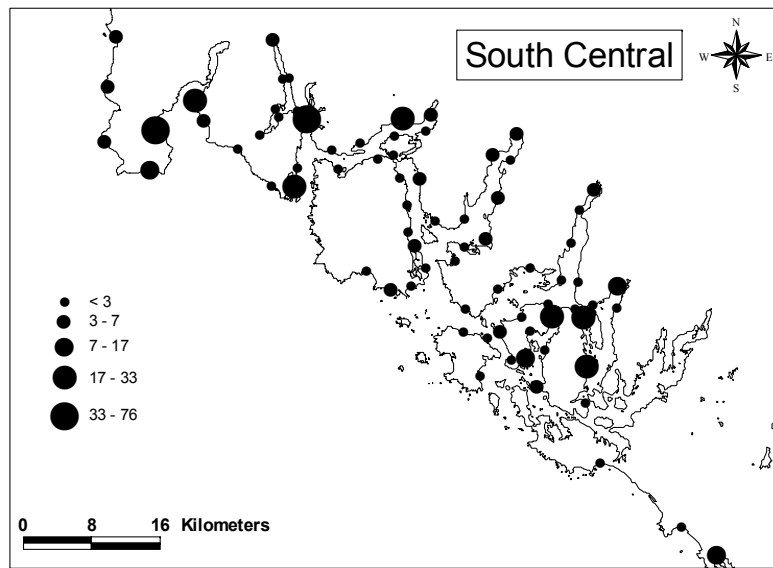 South Central
N
W E
S
< 3
3 - 7
7 - 17
17 - 33
33 - 76
0 8 16 Kilometers